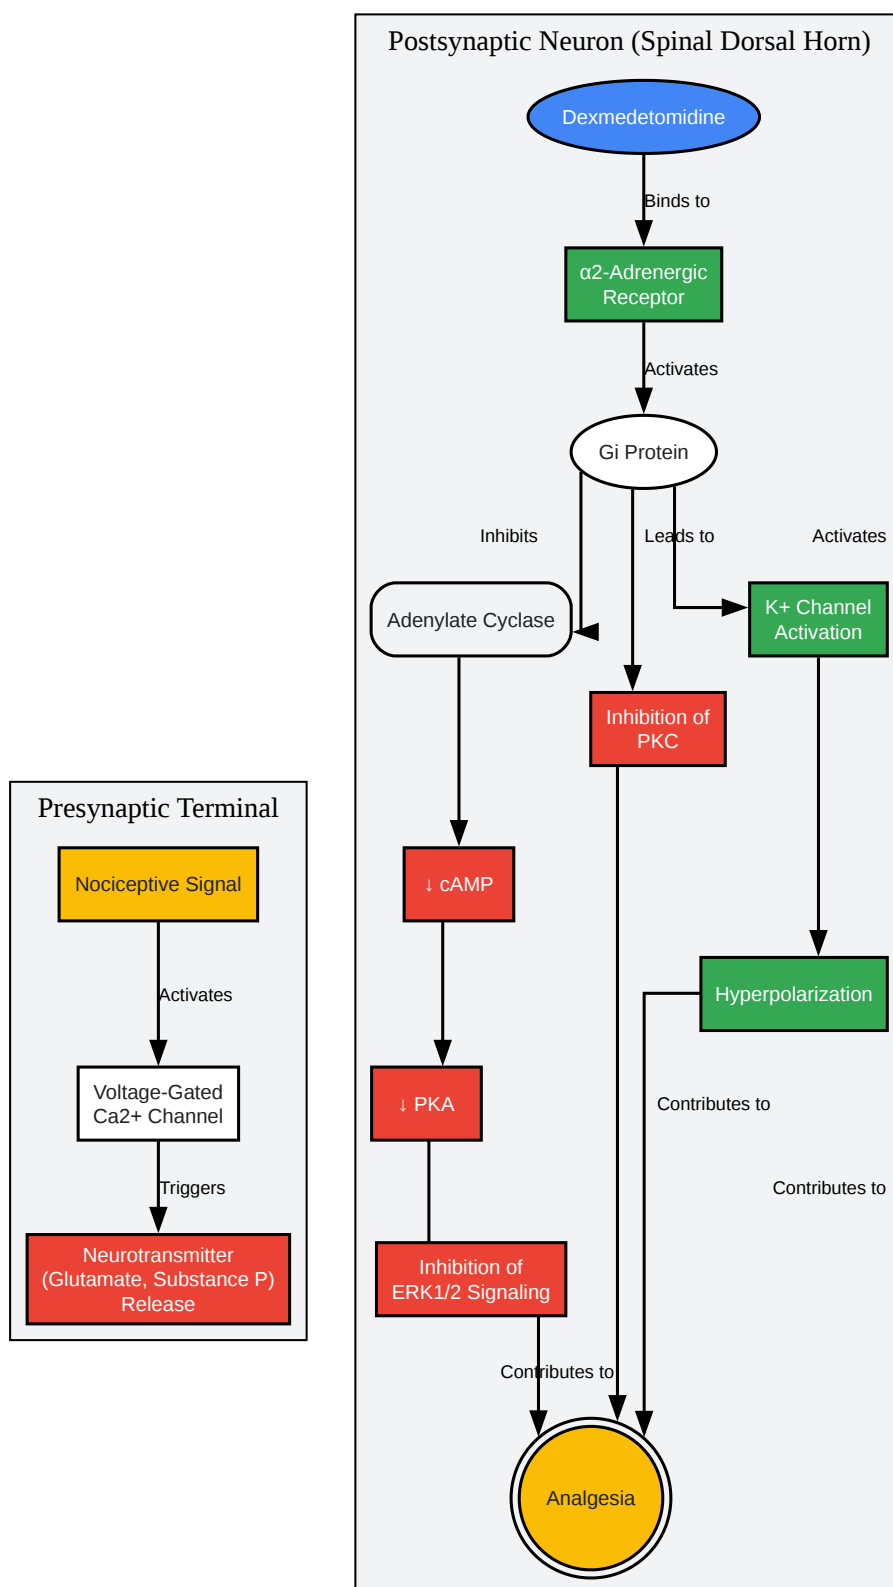 Postsynaptic Neuron (Spinal Dorsal Horn)
Dexmedetomidine
Binds to
α2-Adrenergic
Receptor
Activates
Gi Protein
Inhibits
Leads to
Activates
Adenylate Cyclase
K+ Channel
Activation
Inhibition of
PKC
Presynaptic Terminal
Nociceptive Signal
↓ cAMP
Activates
Hyperpolarization
Voltage-Gated
Ca2+ Channel
↓ PKA
Contributes to
Triggers
Contributes to
Neurotransmitter
(Glutamate, Substance P)
Release
Inhibition of
ERK1/2 Signaling
Contributes to
Analgesia